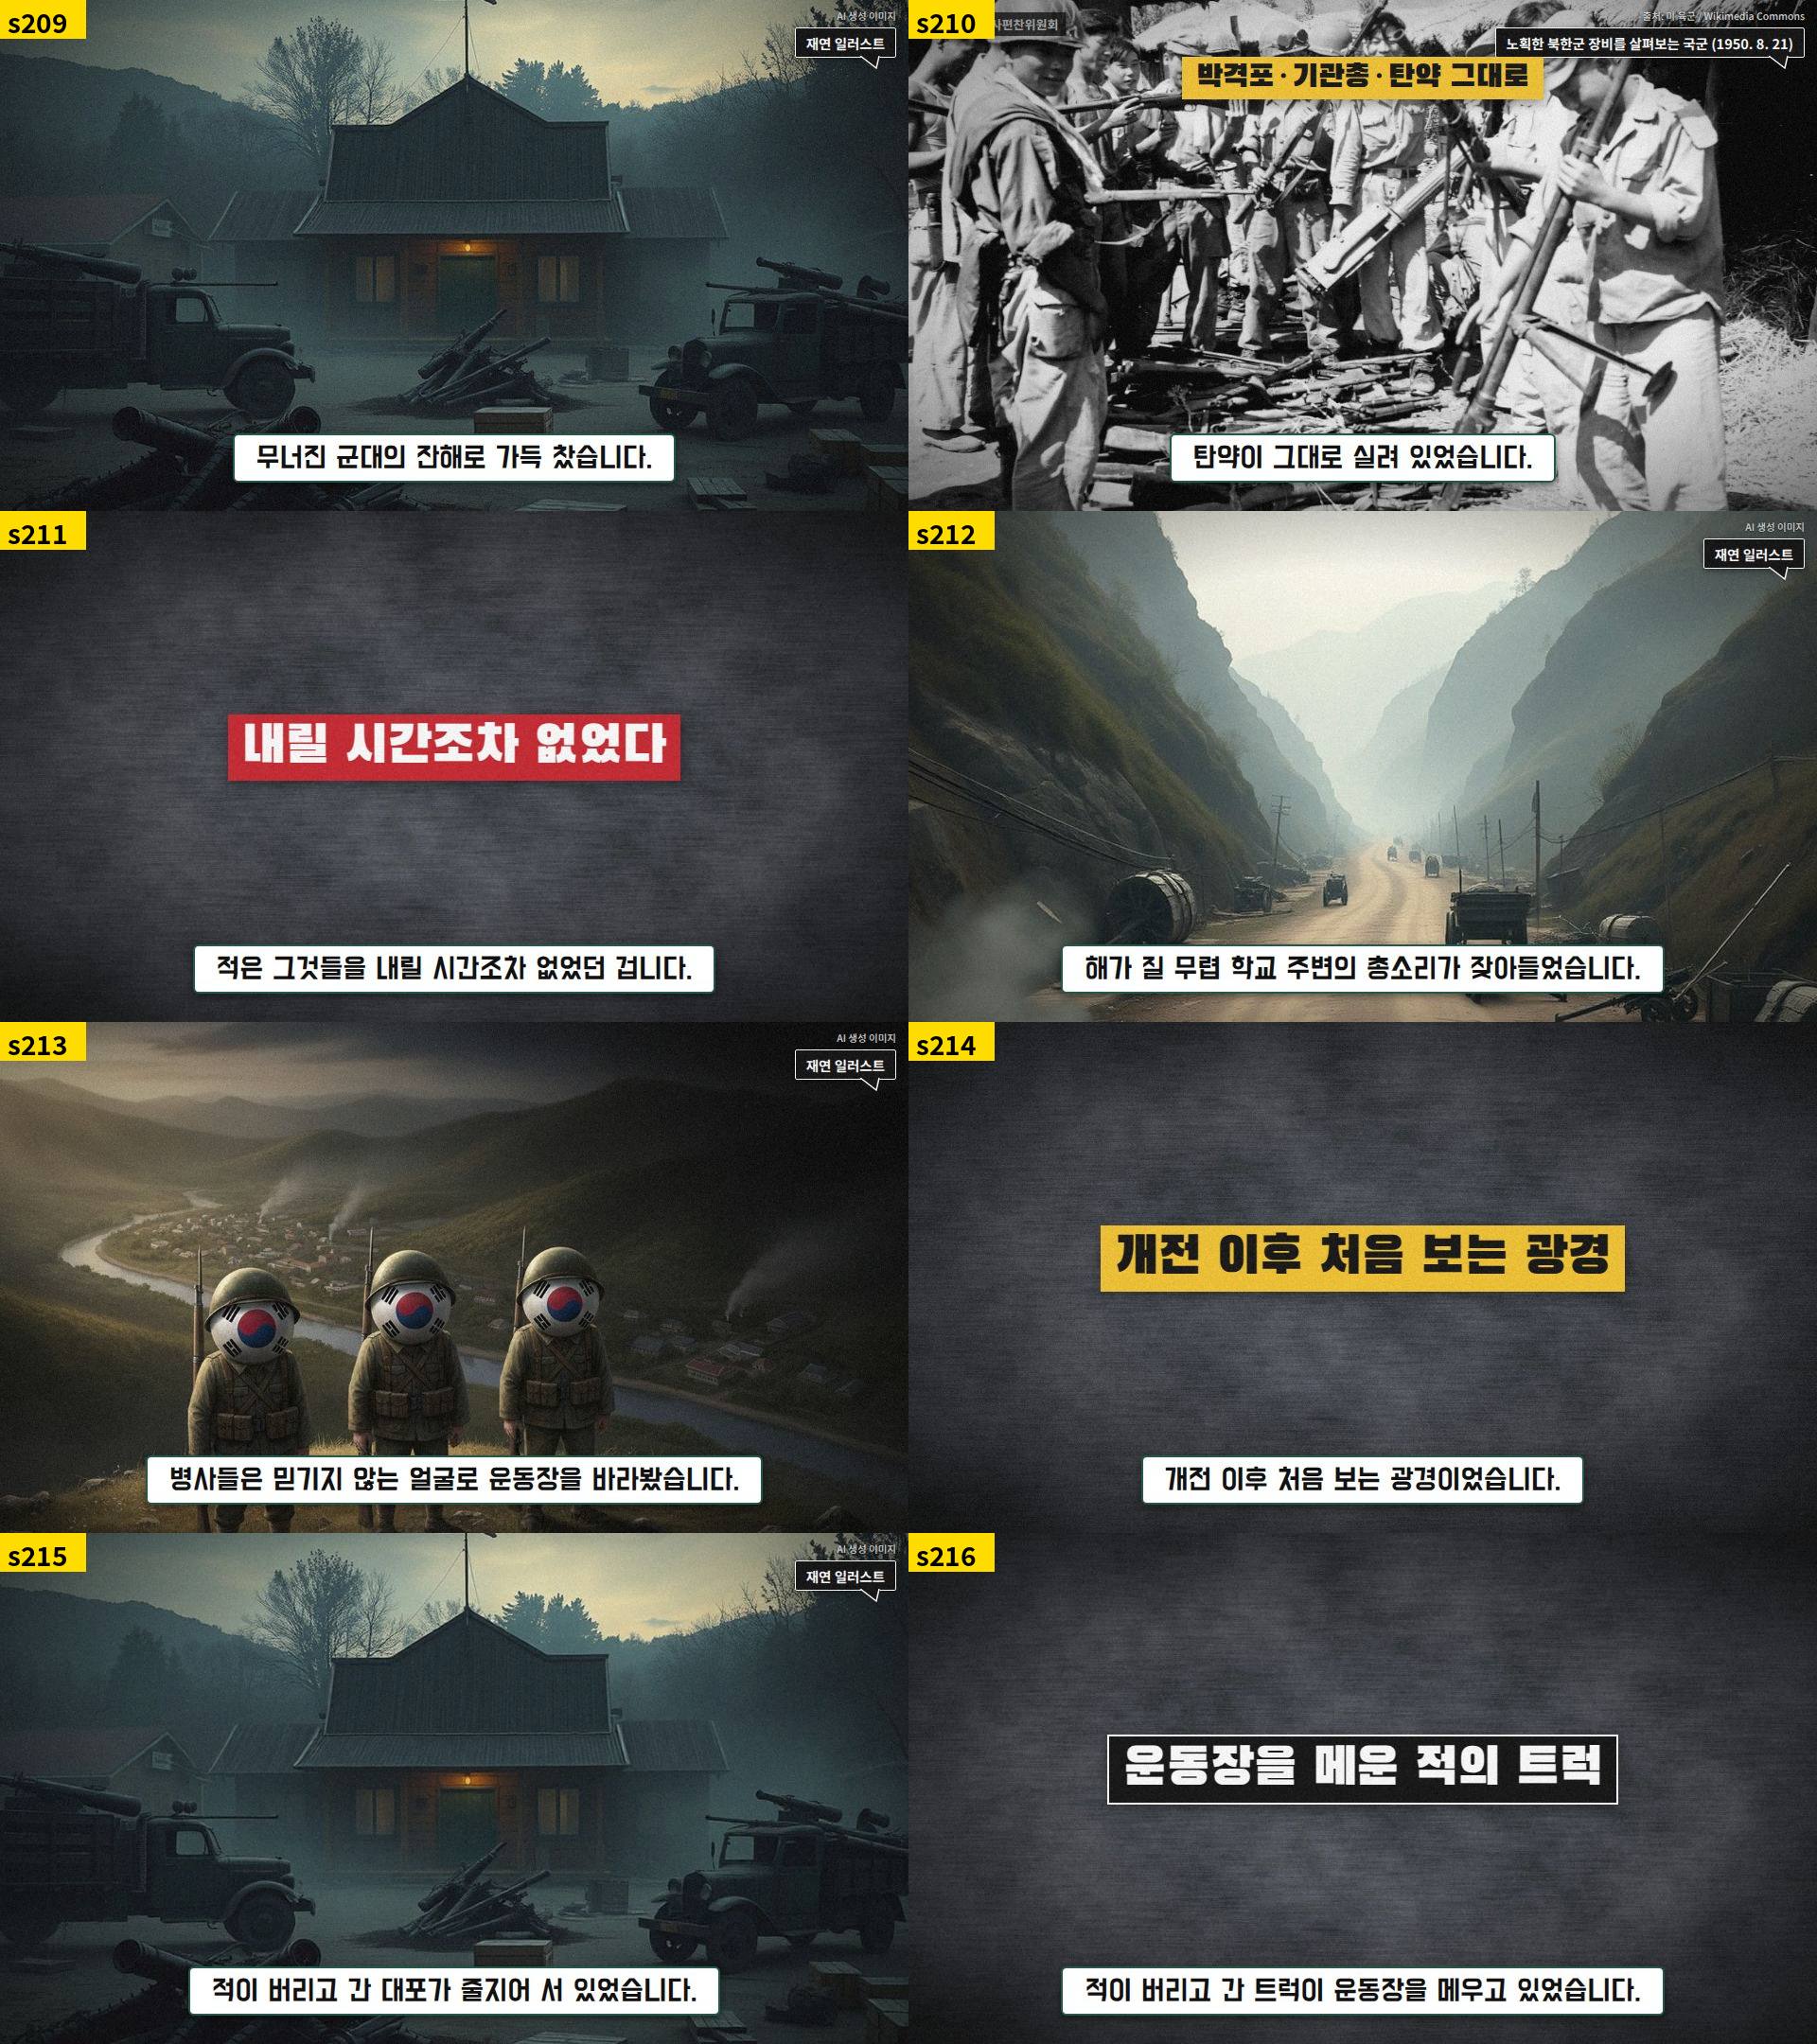 s209
AI 생성 이미지
재연 일러스트
무너진 군대의 잔해로 가득 찼습니다.
s210
사편찬위원회
출처: 미 육군 / Wikimedia Commons
노획한 북한군 장비를 살펴보는 국군 (1950. 8. 21)
박격포·기관총·탄약 그대로
탄약이 그대로 실려 있었습니다.
s211
내릴 시간조차 없었다
적은 그것들을 내릴 시간조차 없었던 겁니다.
s212
AI 생성 이미지
재연 일러스트
해가 질 무렵 학교 주변의 총소리가 잦아들었습니다.
s213
AI 생성 이미지
재연 일러스트
병사들은 믿기지 않는 얼굴로 운동장을 바라봤습니다.
s214
개전 이후 처음 보는 광경
개전 이후 처음 보는 광경이었습니다.
s215
AI 생성 이미지
재연 일러스트
적이 버리고 간 대포가 줄지어 서 있었습니다.
s216
운동장을 메운 적의 트럭
적이 버리고 간 트럭이 운동장을 메우고 있었습니다.